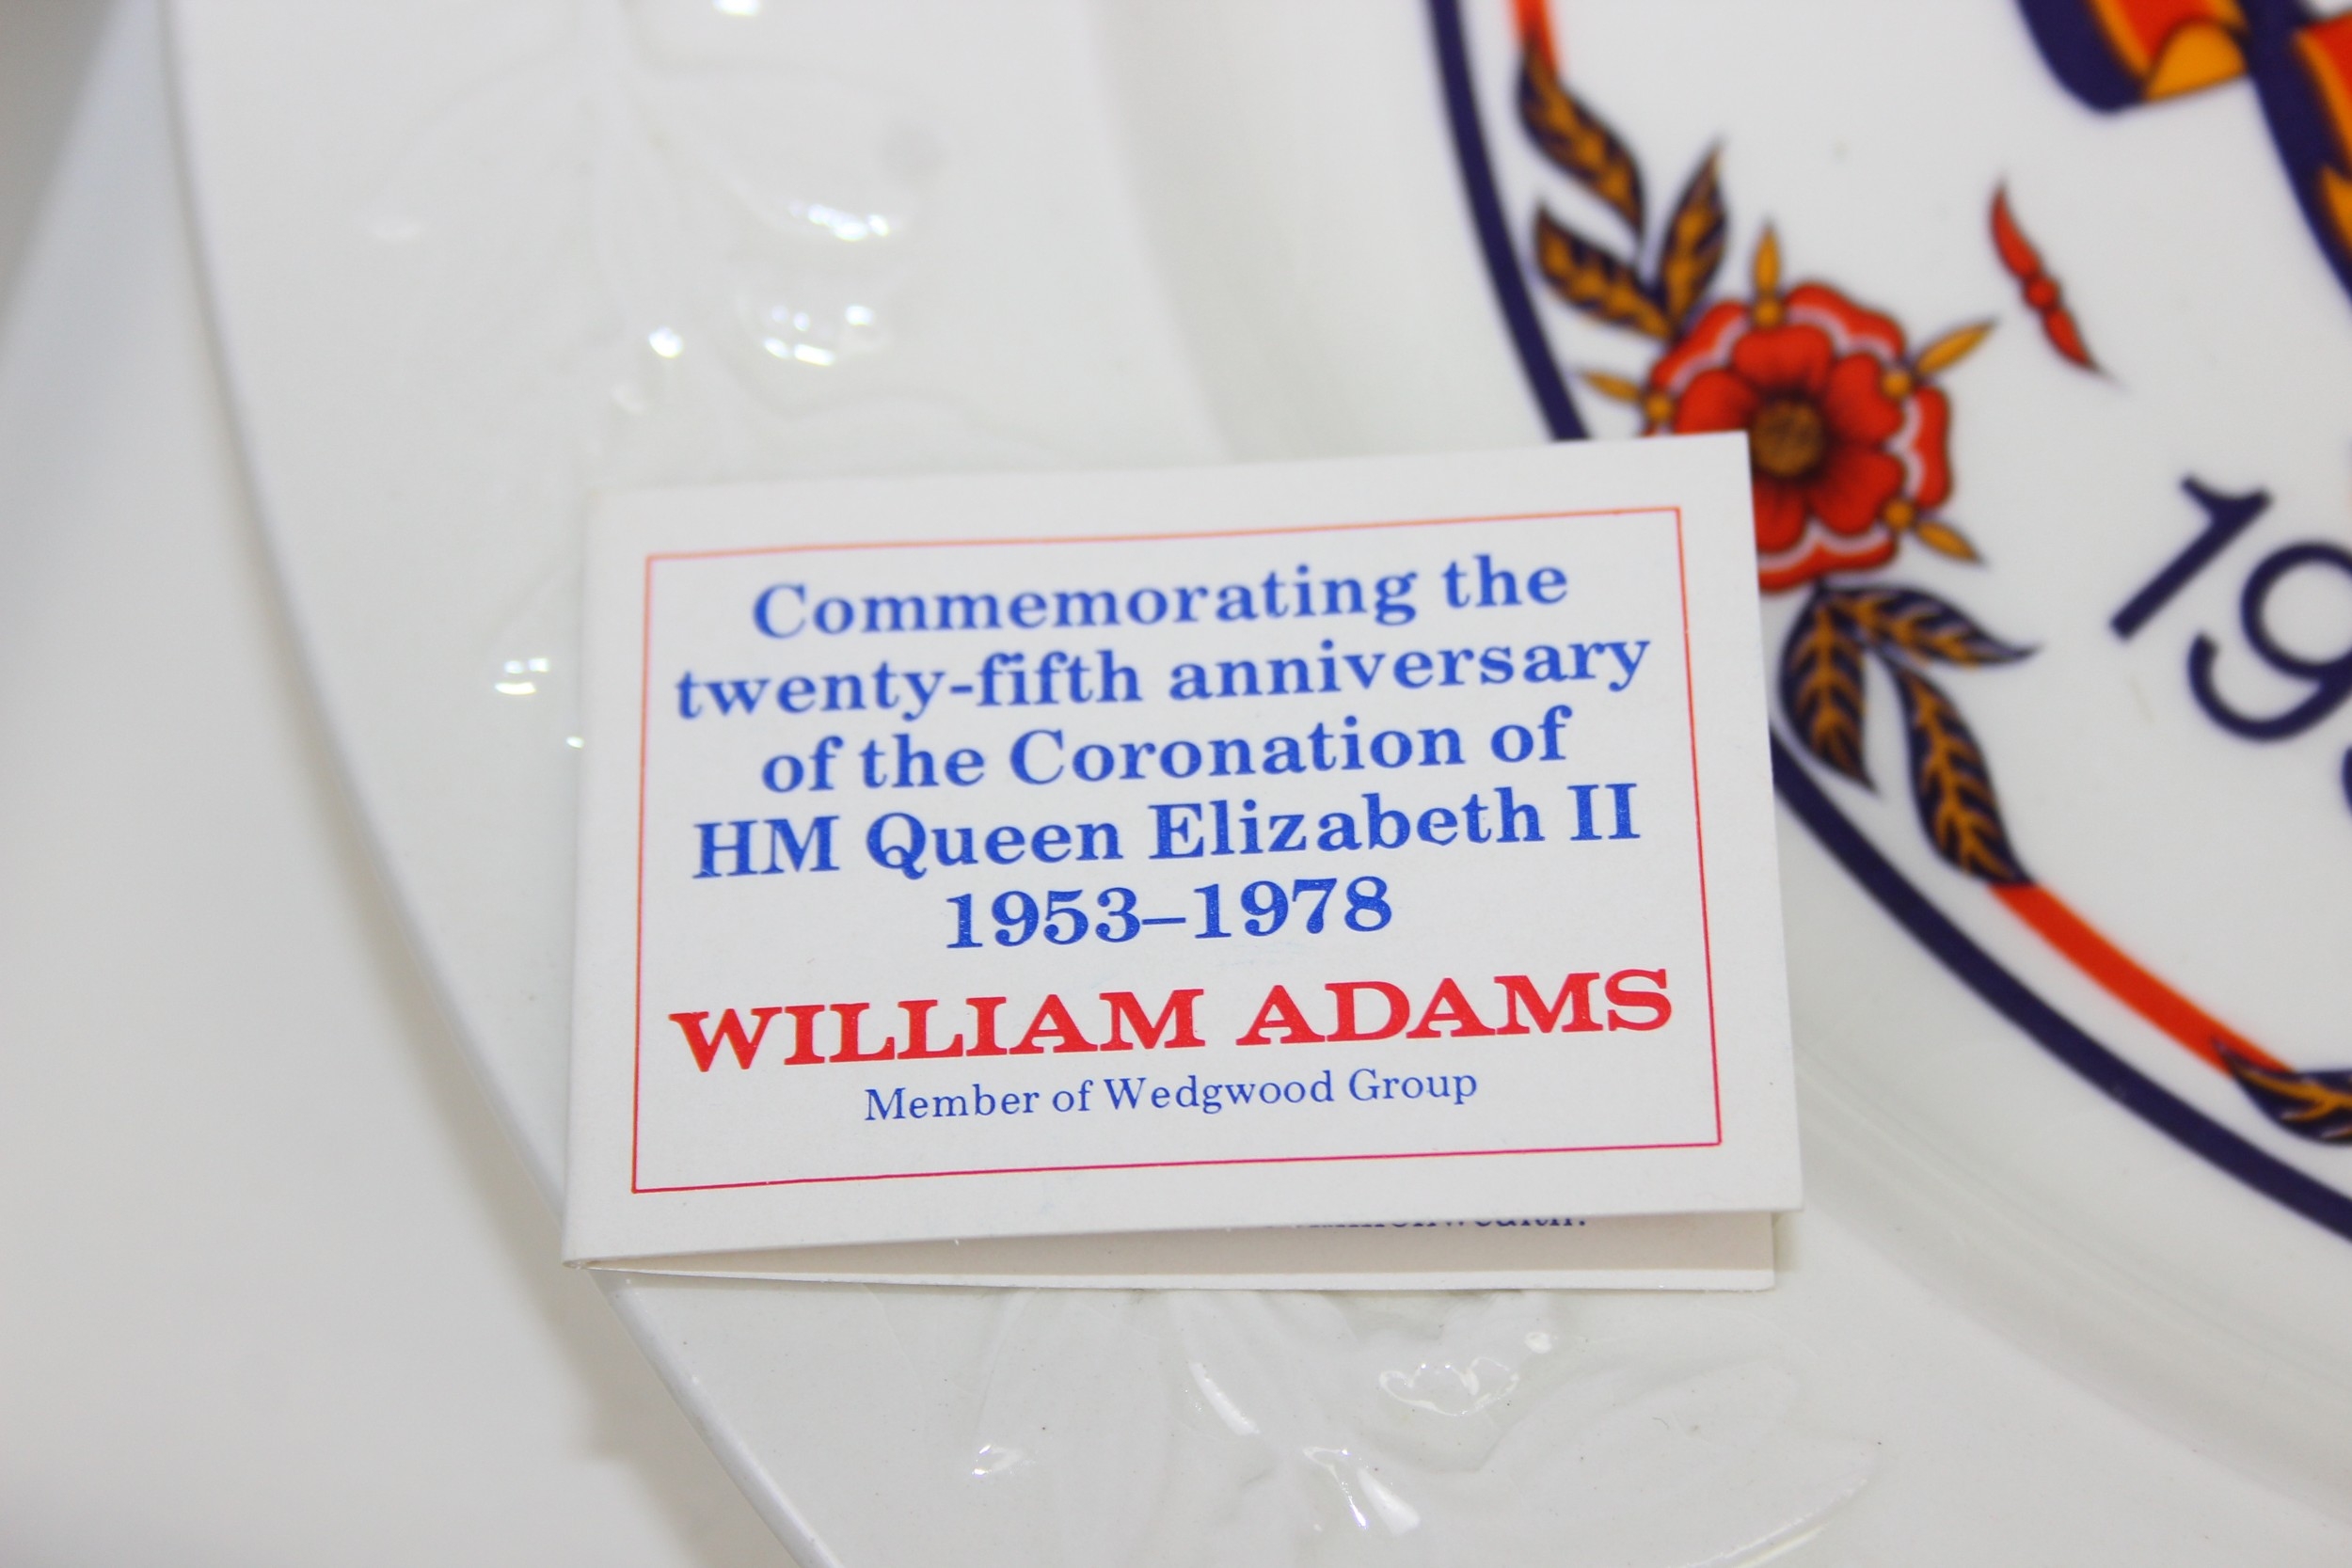 Commemorating the
twenty-fifth anniversary
of the Coronation of
HM Queen Elizabeth II
1953–1978
WILLIAM ADAMS
Member of Wedgwood Group
19